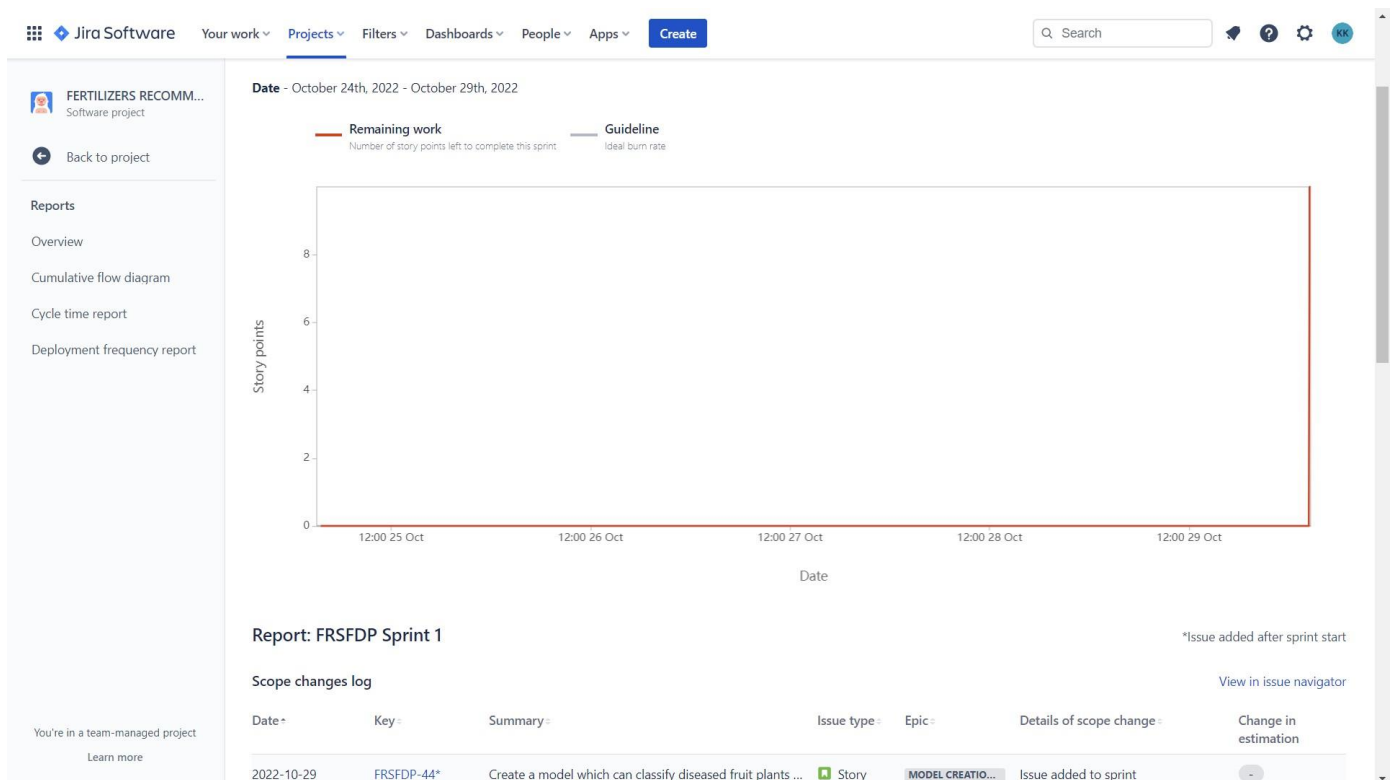 Jira Software Your work Projects Filters Dashboards People Apps Create Search KK
FERTILIZERS RECOMM...
Software project
Back to project
Reports
Overview
Cumulative flow diagram
Cycle time report
Deployment frequency report
You're in a team-managed project
Learn more
Date - October 24th, 2022 - October 29th, 2022
Remaining work
Number of story points left to complete this sprint
Guideline
Ideal burn rate
Story points
8
6
4
2
0
12:00 25 Oct 12:00 26 Oct 12:00 27 Oct 12:00 28 Oct 12:00 29 Oct
Date
Report: FRSFDP Sprint 1 *Issue added after sprint start
Scope changes log View in issue navigator
Date Key Summary Issue type Epic Details of scope change Change in
estimation
2022-10-29 FRSFDP-44* Create a model which can classify diseased fruit plants ... Story MODEL CREATIO... Issue added to sprint -